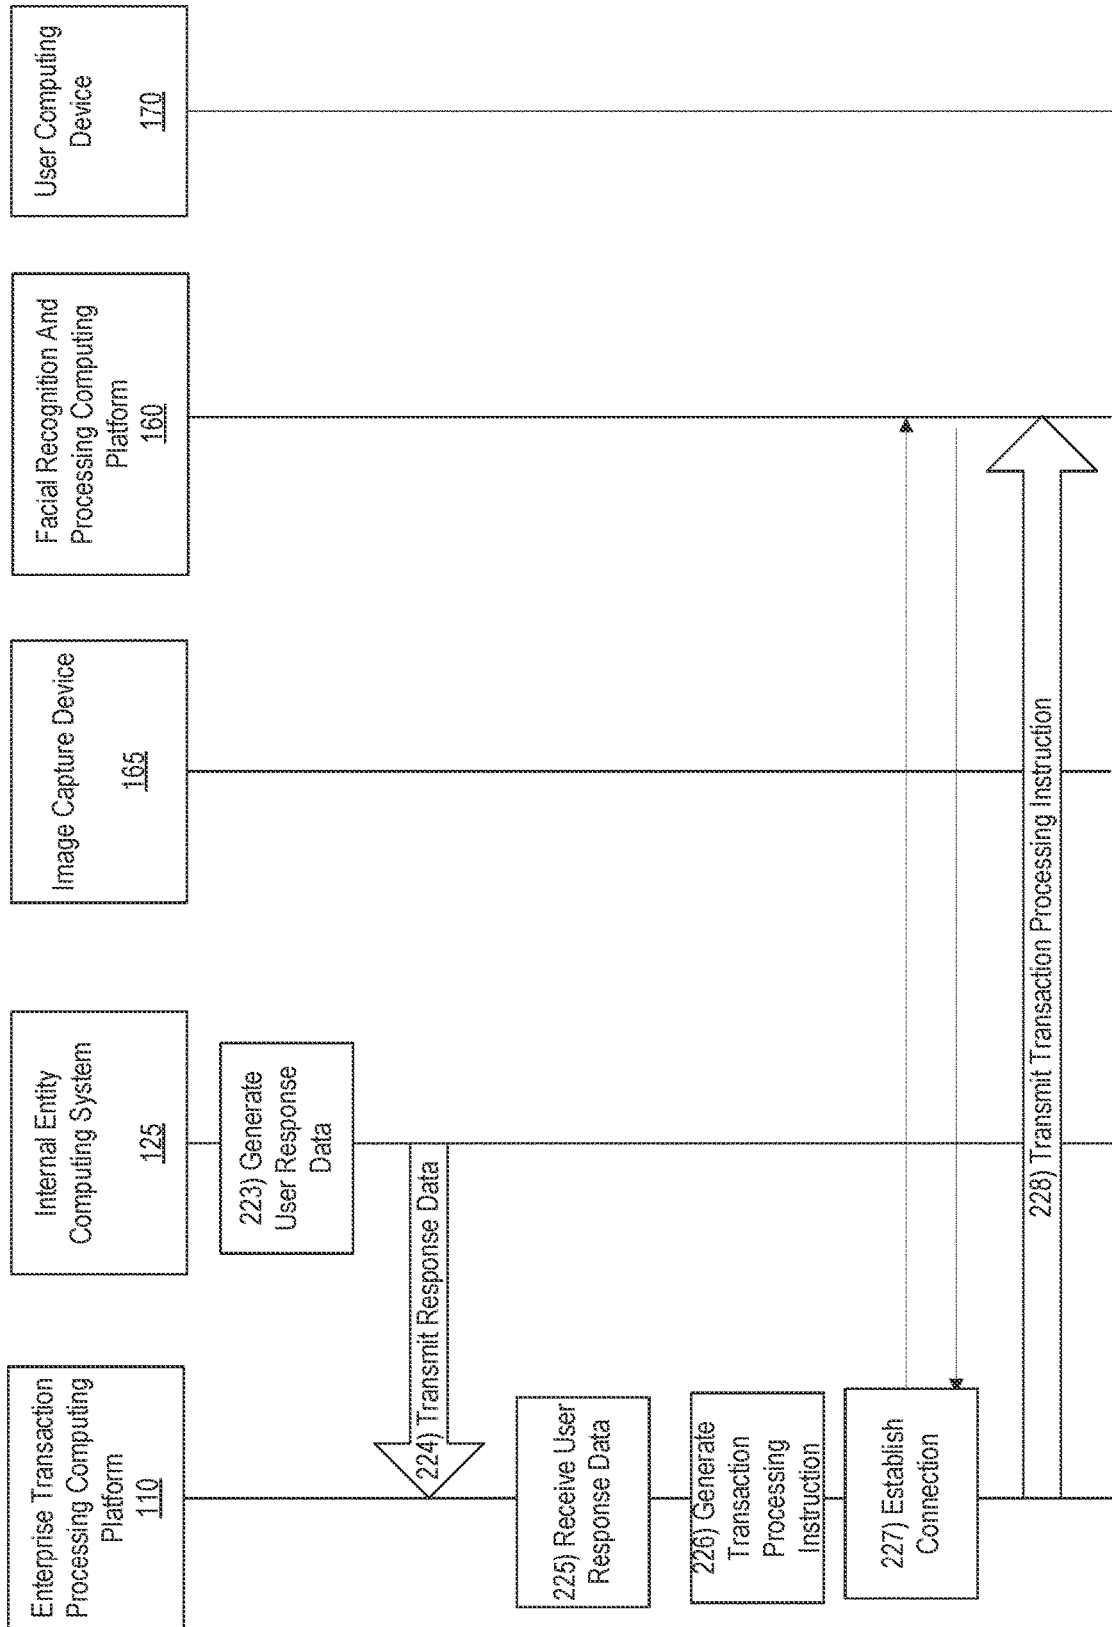 Enterprise Transaction
Processing Computing
Platform
110
Internal Entity
Computing System
125
Image Capture Device
165
Facial Recognition And
Processing Computing
Platform
160
User Computing
Device
170
223) Generate
User Response
Data
224) Transmit Response Data
225) Receive User
Response Data
226) Generate
Transaction
Processing
Instruction
227) Establish
Connection
228) Transmit Transaction Processing Instruction